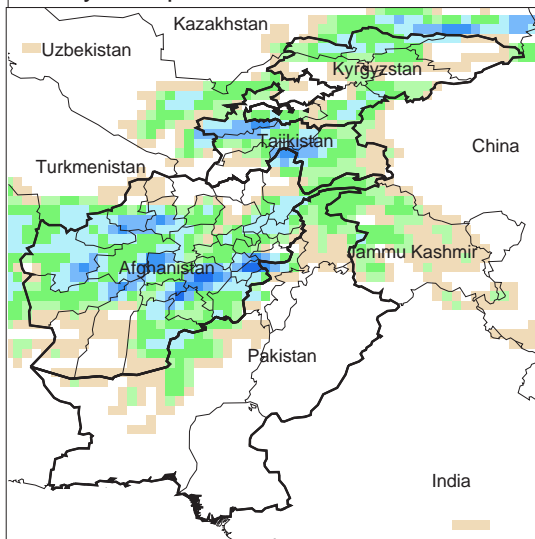 Kazakhstan
Uzbekistan
Kyrgyzstan
Tajikistan
China
Turkmenistan
Jammu Kashmir
Afghanistan
Pakistan
India